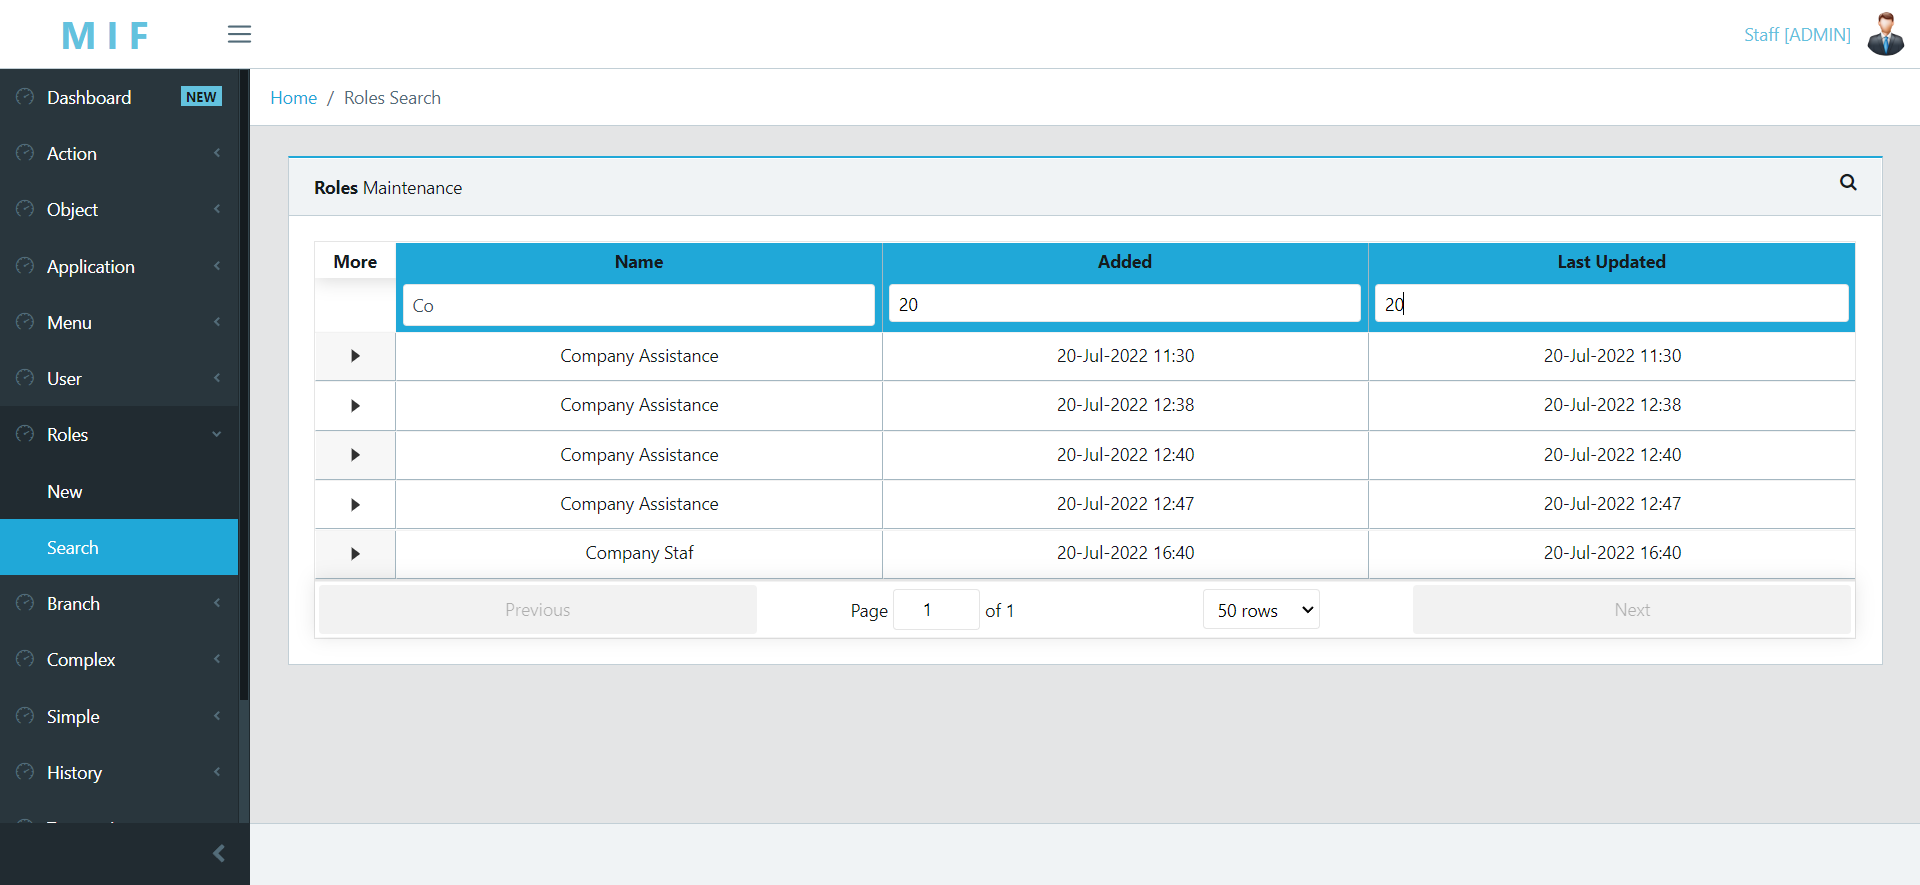 MIF
Staff [ADMIN]
Dashboard NEW
Action
Object
Application
Menu
User
Roles
New
Search
Branch
Complex
Simple
History
Home / Roles Search
Roles Maintenance
More Name Added Last Updated
Co 20 20
Company Assistance 20-Jul-2022 11:30 20-Jul-2022 11:30
Company Assistance 20-Jul-2022 12:38 20-Jul-2022 12:38
Company Assistance 20-Jul-2022 12:40 20-Jul-2022 12:40
Company Assistance 20-Jul-2022 12:47 20-Jul-2022 12:47
Company Staf 20-Jul-2022 16:40 20-Jul-2022 16:40
Previous Page 1 of 1 50 rows Next